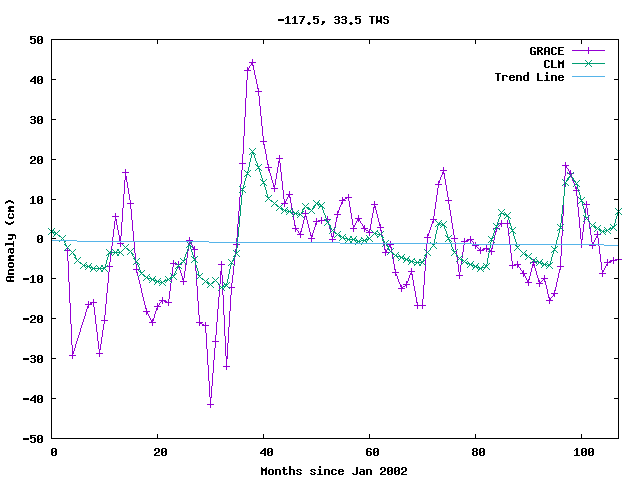 -117.5, 33.5 TWS
GRACE
CLM
Trend Line
50
40
30
20
10
0
-10
-20
-30
-40
-50
Anomaly (cm)
0 20 40 60 80 100
Months since Jan 2002